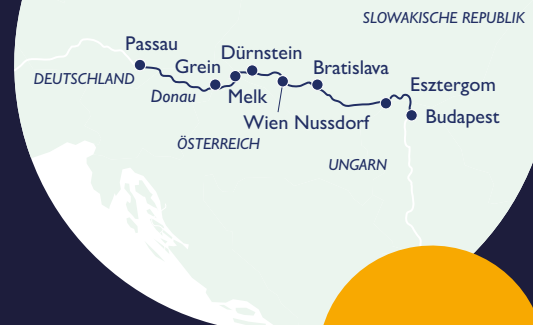 SLOWAKISCHE REPUBLIK
Passau
Dürnstein
Grein
Bratislava
DEUTSCHLAND
Esztergom
Donau
Melk
Wien Nussdorf
Budapest
ÖSTERREICH
UNGARN